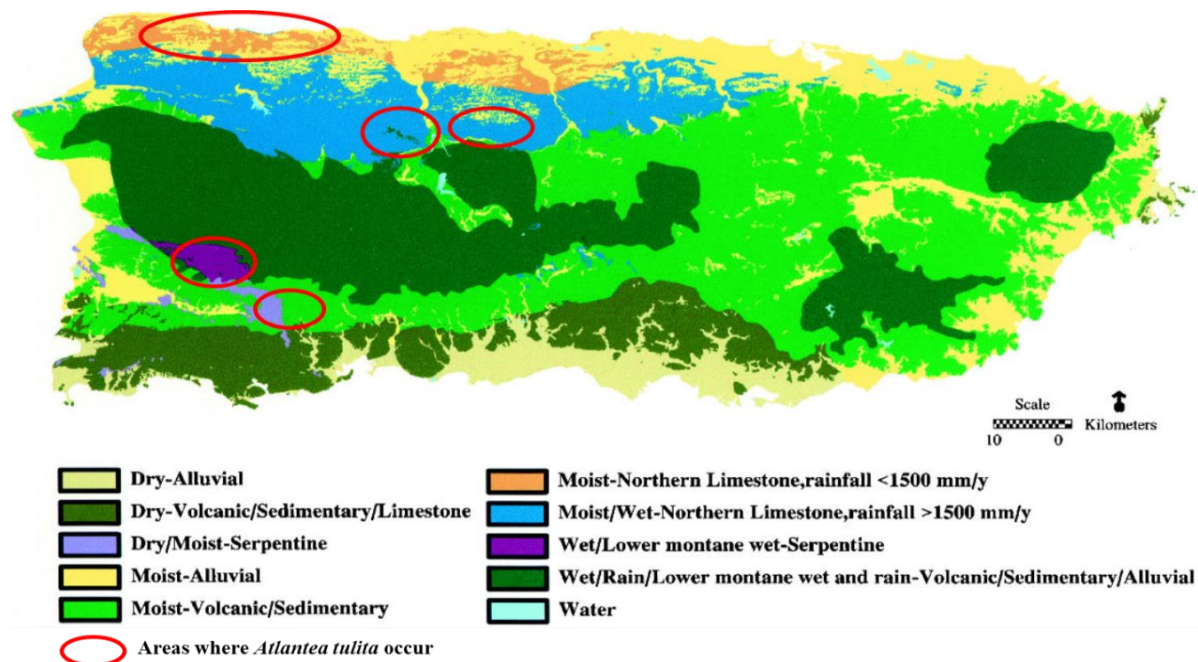 Scale
Kilometers
10 0
Dry-Alluvial
Dry-Volcanic/Sedimentary/Limestone
Dry/Moist-Serpentine
Moist-Alluvial
Moist-Volcanic/Sedimentary
Moist-Northern Limestone,rainfall <1500 mm/y
Moist/Wet-Northern Limestone,rainfall >1500 mm/y
Wet/Lower montane wet-Serpentine
Wet/Rain/Lower montane wet and rain-Volcanic/Sedimentary/Alluvial
Water
Areas where Atlantea tulita occur